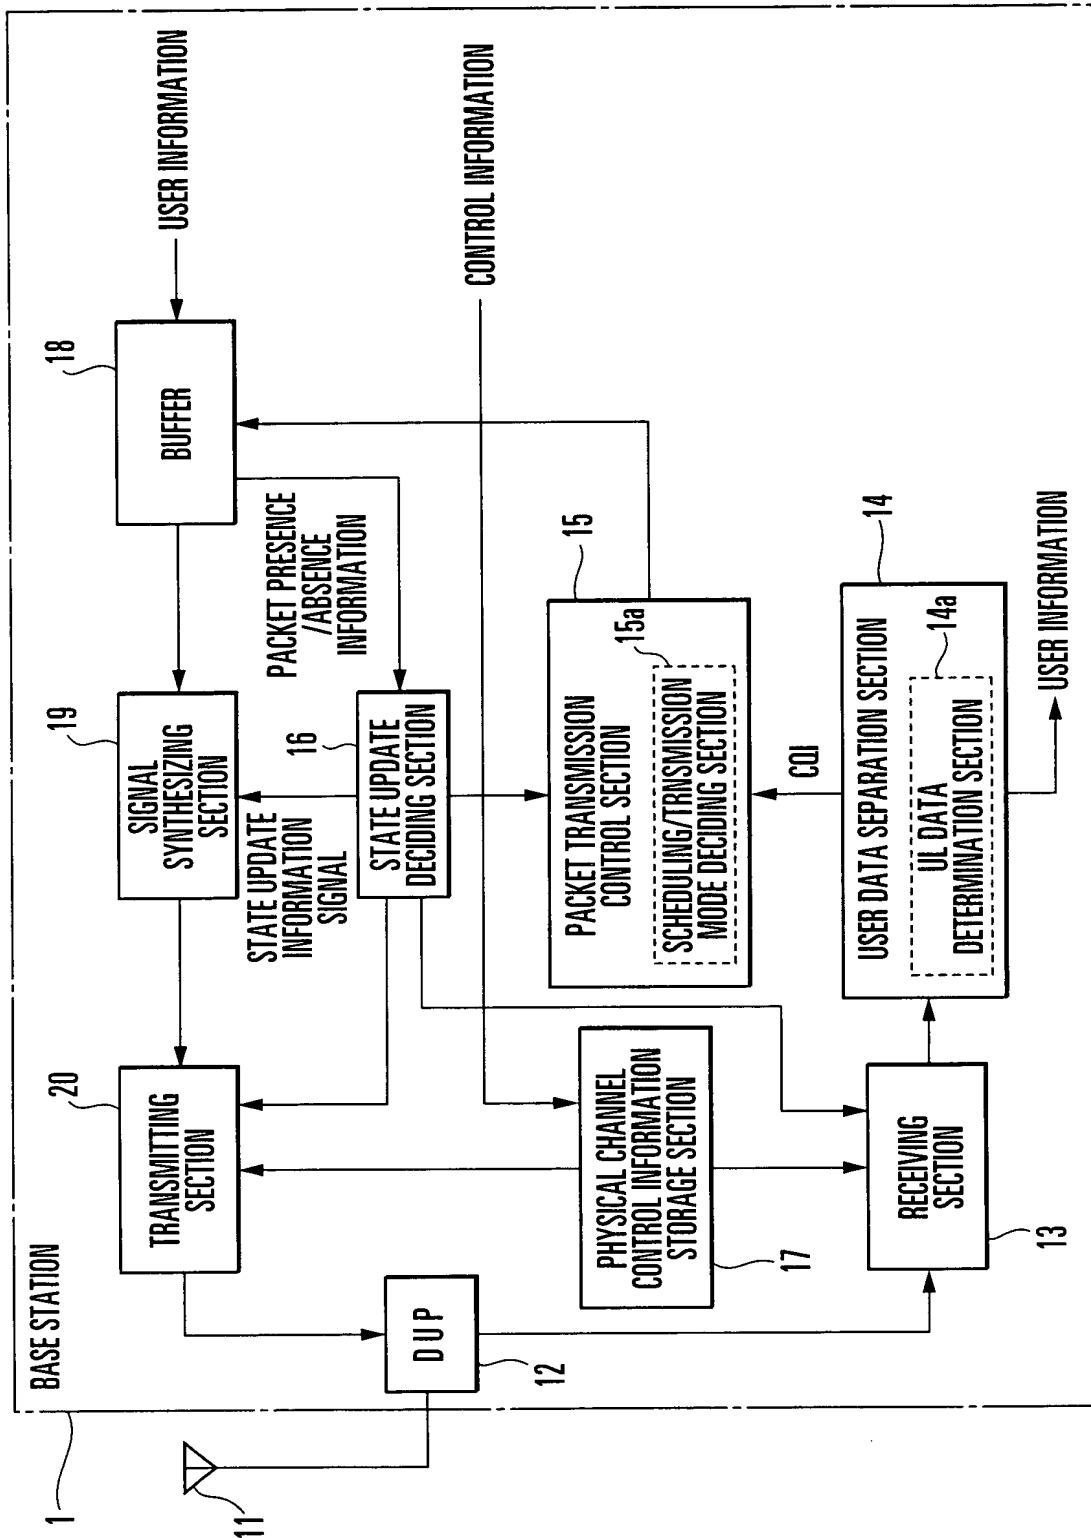 BASE STATION
1
11
20
TRANSMITTING
SECTION
19
SIGNAL
SYNTHESIZING
SECTION
18
BUFFER
USER INFORMATION
DUP
12
STATE UPDATE
INFORMATION
SIGNAL
16
STATE UPDATE
DECIDING SECTION
PACKET PRESENCE
/ABSENCE
INFORMATION
CONTROL INFORMATION
PHYSICAL CHANNEL
CONTROL INFORMATION
STORAGE SECTION
17
15
PACKET TRANSMISSION
CONTROL SECTION
15a
SCHEDULING/TRNSMISSION
MODE DECIDING SECTION
CQI
RECEIVING
SECTION
13
14
USER DATA SEPARATION SECTION
14a
UL DATA
DETERMINATION SECTION
USER INFORMATION